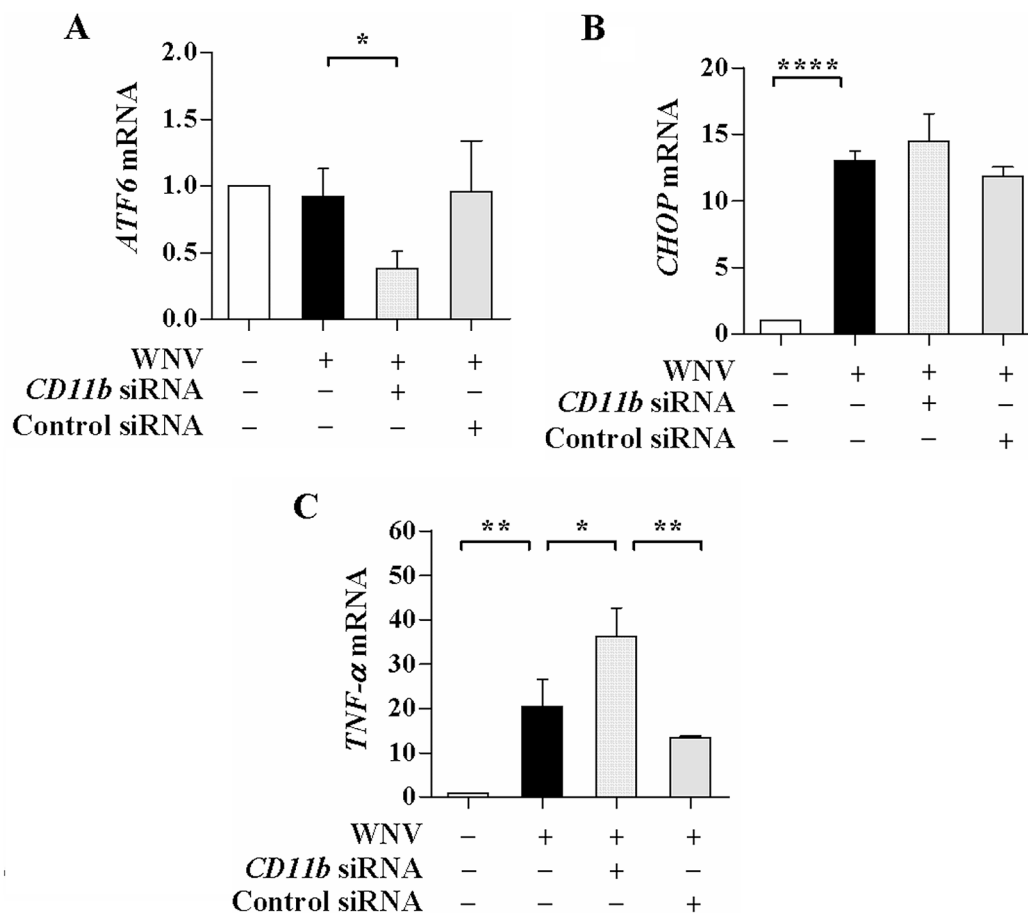 A
*
2.0
1.5
1.0
0.5
0.0
ATF6 mRNA
WNV − + + +
CD11b siRNA − − + −
Control siRNA − − − +
B
****
20
15
10
5
0
CHOP mRNA
WNV − + + +
CD11b siRNA − − + −
Control siRNA − − − +
C
** * **
60
50
40
30
20
10
0
TNF-α mRNA
WNV − + + +
CD11b siRNA − − + −
Control siRNA − − − +